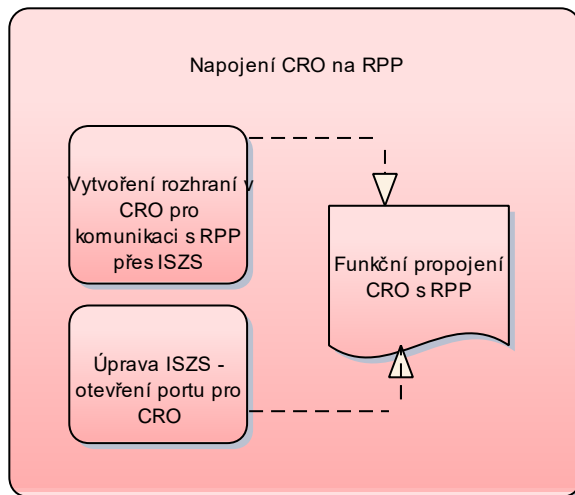 Napojení CRO na RPP
Vytvoření rozhraní v
CRO pro
komunikaci s RPP
přes ISZS
Funkční propojení
CRO s RPP
Úprava ISZS -
otevření portu pro
CRO